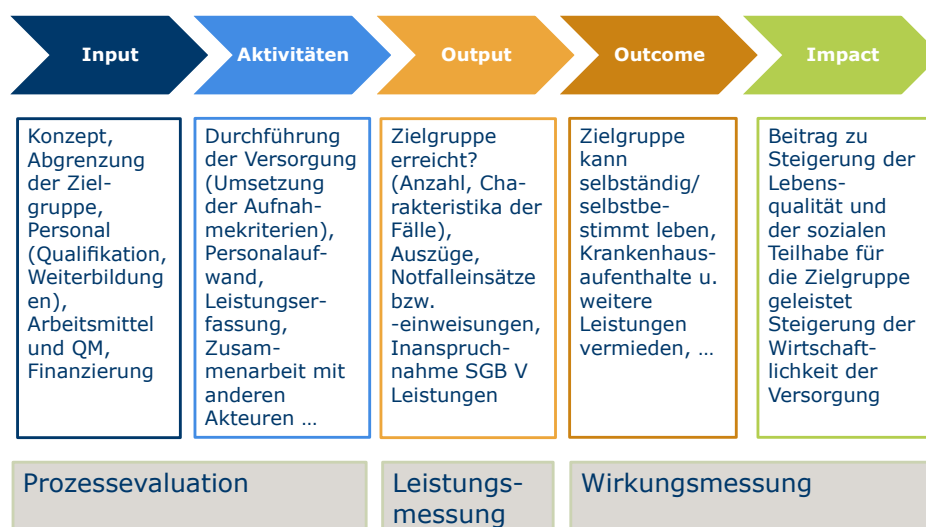 Input
Aktivitäten
Output
Outcome
Impact
Konzept,
Abgrenzung
der Ziel-
gruppe,
Personal
(Qualifikation,
Weiterbildung
en),
Arbeitsmittel
und QM,
Finanzierung
Durchführung
der Versorgung
(Umsetzung
der Aufnah-
mekriterien),
Personalauf-
wand,
Leistungser-
fassung,
Zusam-
menarbeit mit
anderen
Akteuren ...
Zielgruppe
erreicht?
(Anzahl, Cha-
rakteristika der
Fälle),
Auszüge,
Notfalleinsätze
bzw.
-einweisungen,
Inanspruch-
nahme SGB V
Leistungen
Zielgruppe
kann
selbständig/
selbstbe-
stimmt leben,
Krankenhaus-
aufenthalte u.
weitere
Leistungen
vermieden, ...
Beitrag zu
Steigerung der
Lebens-
qualität und
der sozialen
Teilhabe für
die Zielgruppe
geleistet
Steigerung der
Wirtschaft-
lichkeit der
Versorgung
Prozessevaluation
Leistungs-
messung
Wirkungsmessung